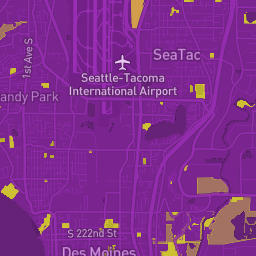 SeaTac
1st Ave S
Seattle-Tacoma
International Airport
andy Park
S 222nd St
Des Moines